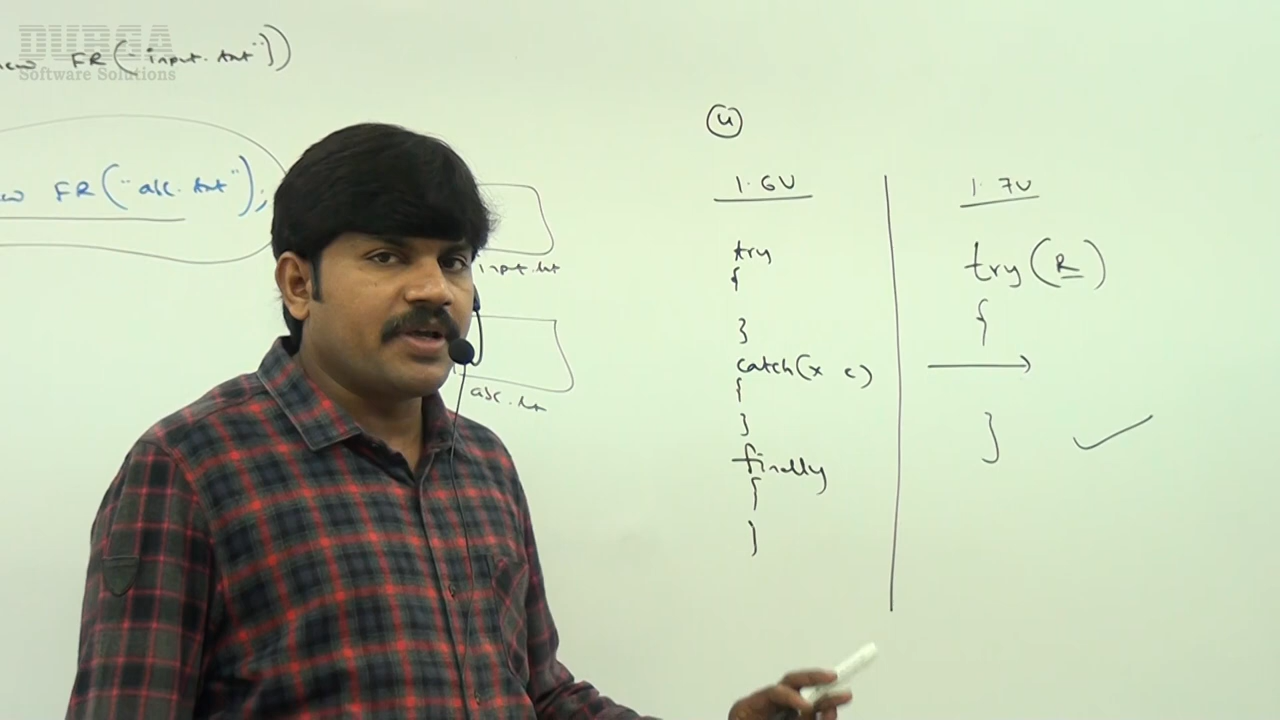 DURGA
Software Solutions
new FR("input.txt"))
new FR("abc.txt");
input.txt
abc.txt
4
1.6V
try
{
}
catch(x e)
{
}
finally
{
}
1.7V
try(R)
{
}